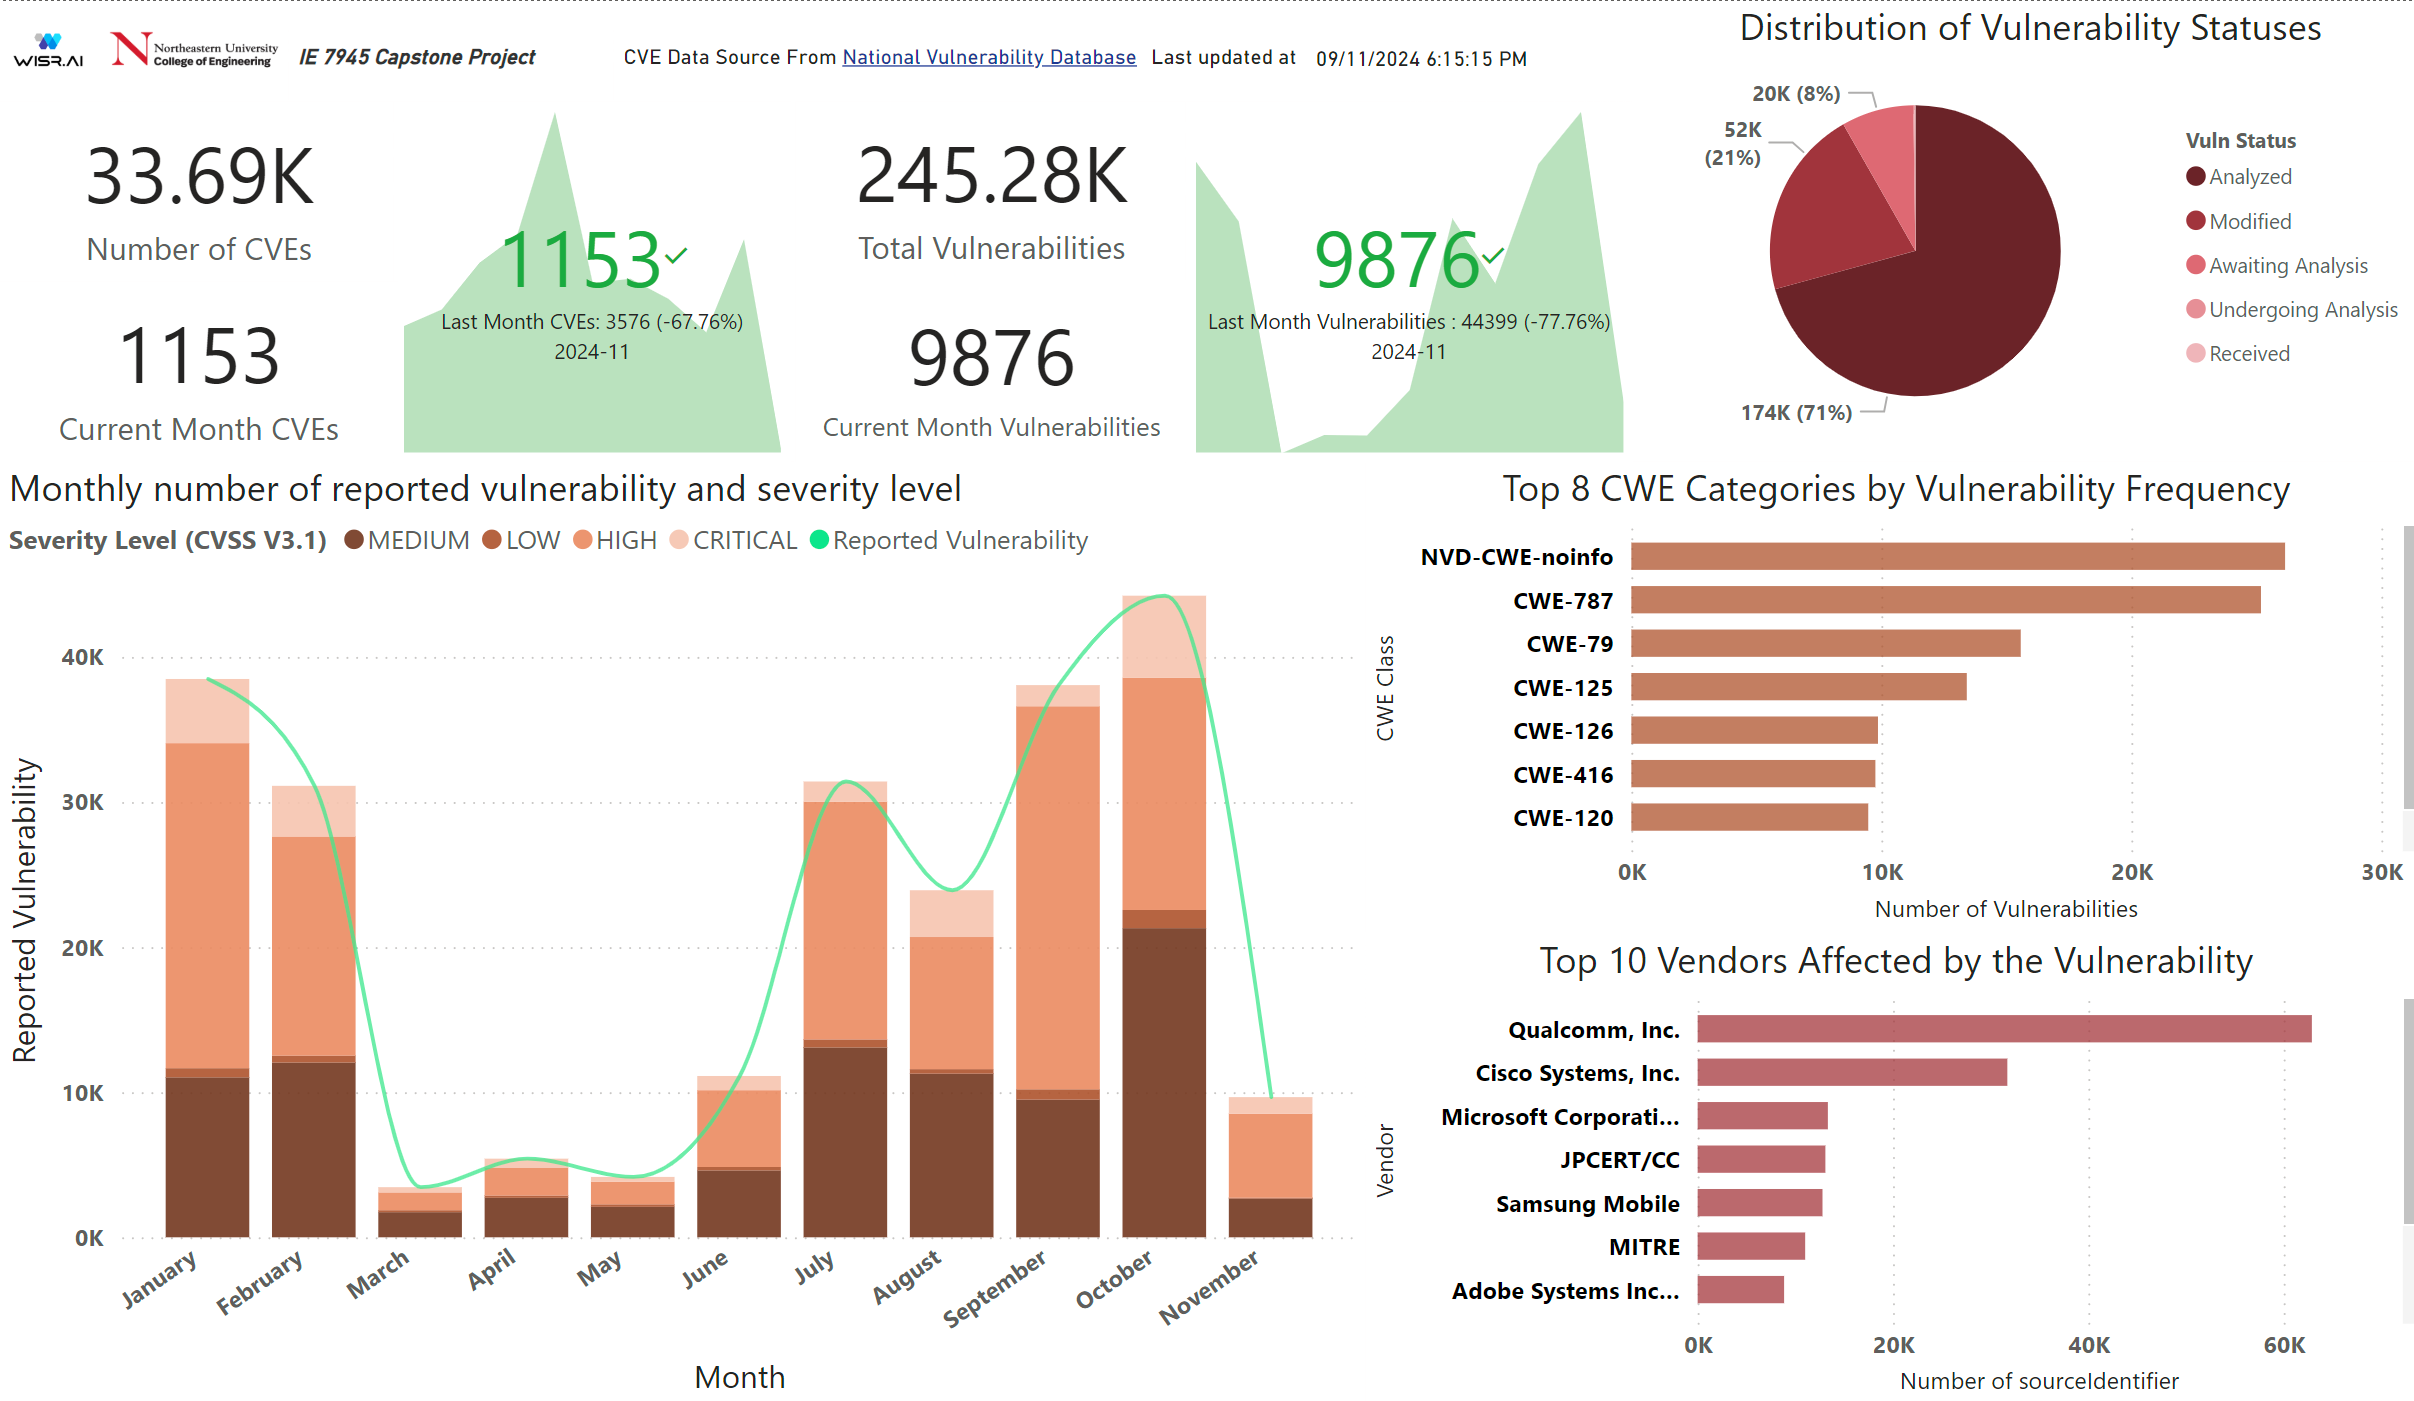 WISR.AI
Northeastern University
College of Engineering
IE 7945 Capstone Project
CVE Data Source From National Vulnerability Database Last updated at 09/11/2024 6:15:15 PM
33.69K
Number of CVEs
1153
Current Month CVEs
1153
Last Month CVEs: 3576 (-67.76%)
2024-11
245.28K
Total Vulnerabilities
9876
Current Month Vulnerabilities
9876
Last Month Vulnerabilities : 44399 (-77.76%)
2024-11
Distribution of Vulnerability Statuses
20K (8%)
52K
(21%)
174K (71%)
Vuln Status
Analyzed
Modified
Awaiting Analysis
Undergoing Analysis
Received
Monthly number of reported vulnerability and severity level
Severity Level (CVSS V3.1) MEDIUM LOW HIGH CRITICAL Reported Vulnerability
Reported Vulnerability
40K
30K
20K
10K
0K
January
February
March
April
May
June
July
August
September
October
November
Month
Top 8 CWE Categories by Vulnerability Frequency
CWE Class
NVD-CWE-noinfo
CWE-787
CWE-79
CWE-125
CWE-126
CWE-416
CWE-120
0K 10K 20K 30K
Number of Vulnerabilities
Top 10 Vendors Affected by the Vulnerability
Vendor
Qualcomm, Inc.
Cisco Systems, Inc.
Microsoft Corporati...
JPCERT/CC
Samsung Mobile
MITRE
Adobe Systems Inc...
0K 20K 40K 60K
Number of sourceIdentifier